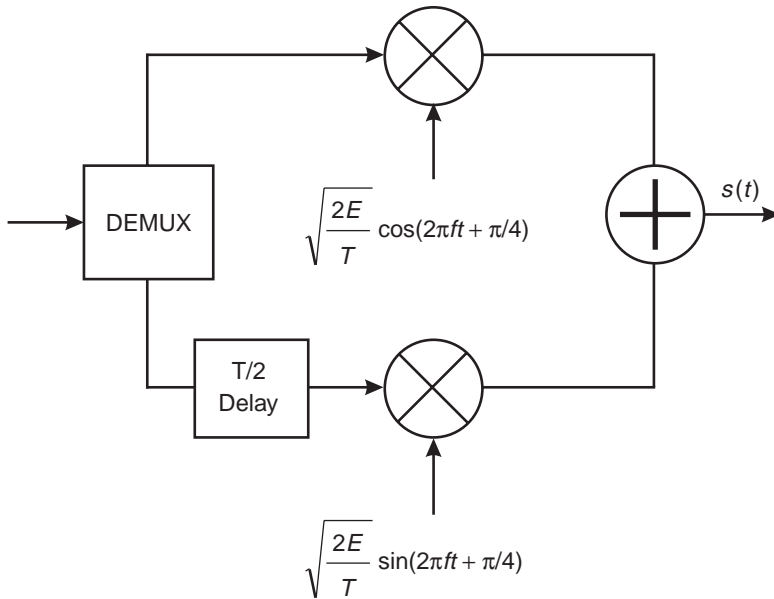 DEMUX
√(2E/T) cos(2πft + π/4)
s(t)
T/2
Delay
√(2E/T) sin(2πft + π/4)